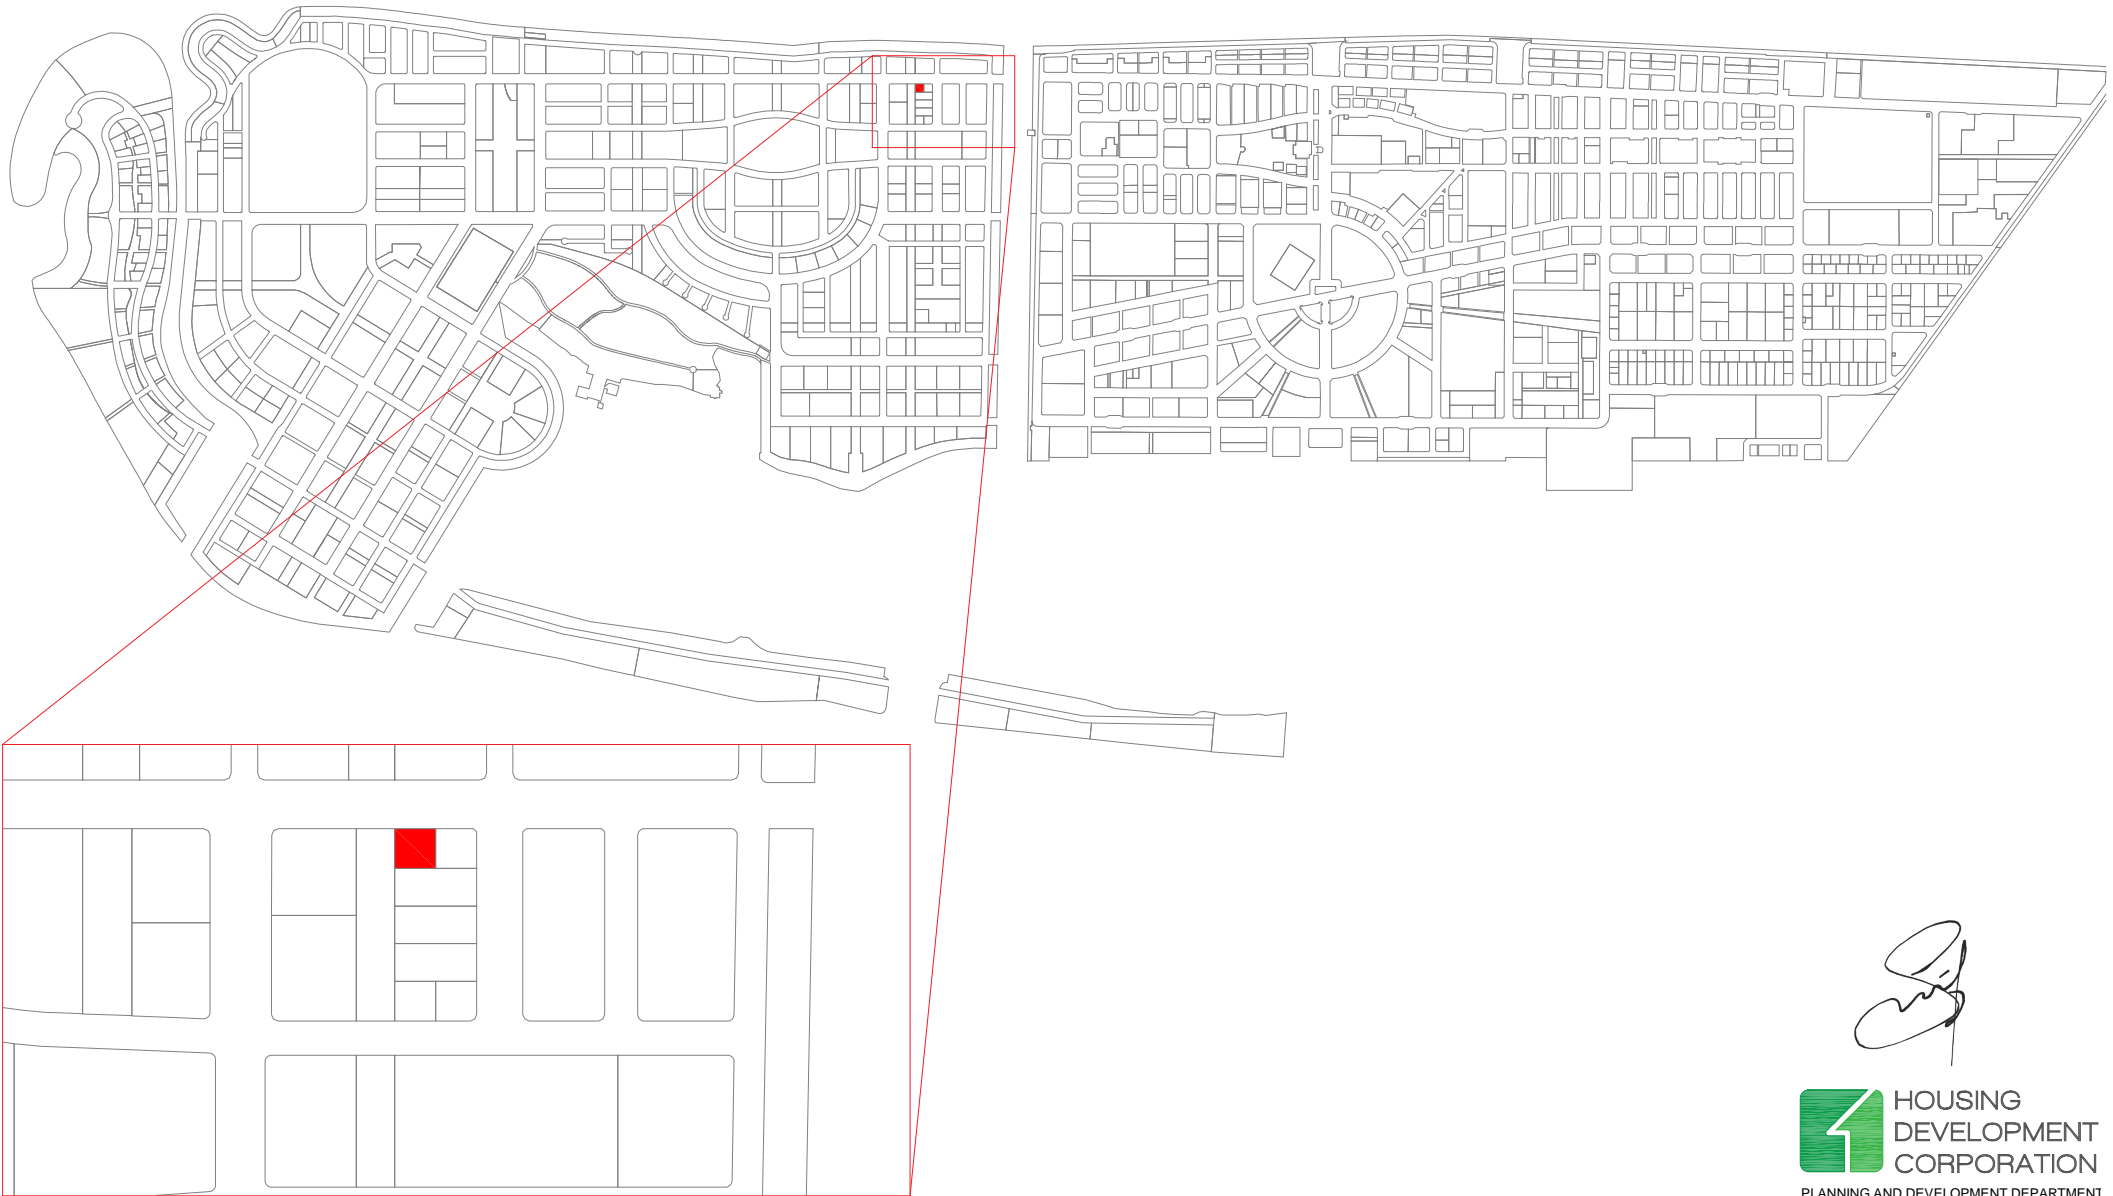 HOUSING
DEVELOPMENT
CORPORATION
PLANNING AND DEVELOPMENT DEPARTMENT